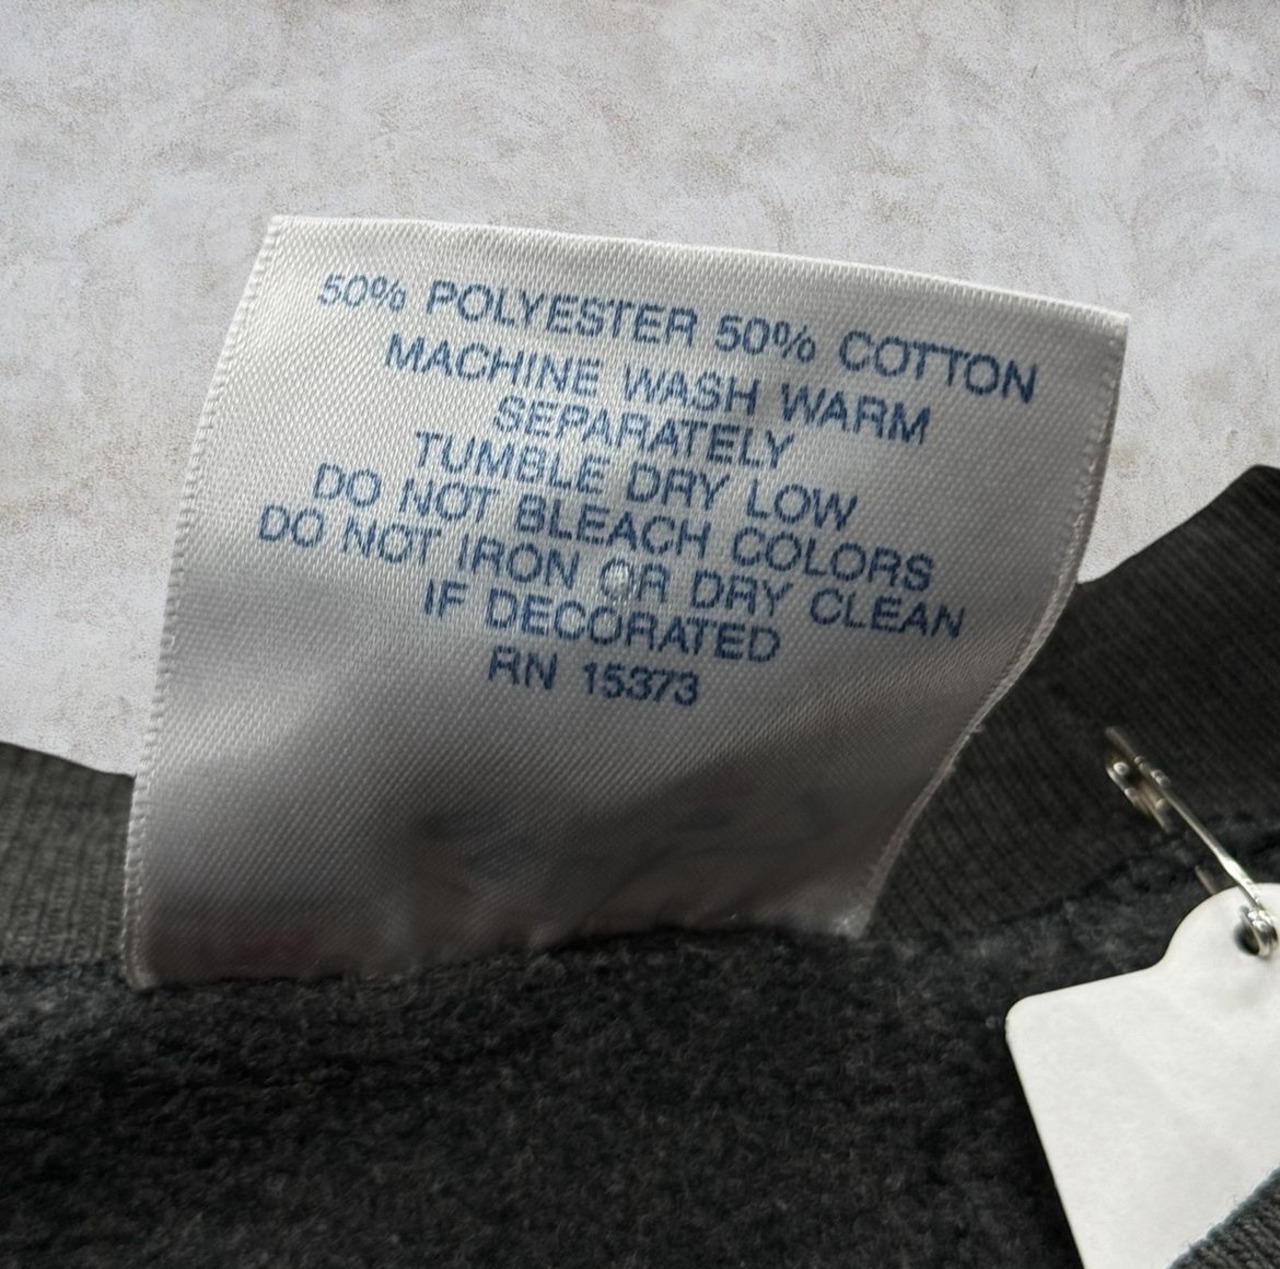 50% POLYESTER 50% COTTON
MACHINE WASH WARM
SEPARATELY
TUMBLE DRY LOW
DO NOT BLEACH COLORS
DO NOT IRON OR DRY CLEAN
IF DECORATED
RN 15373